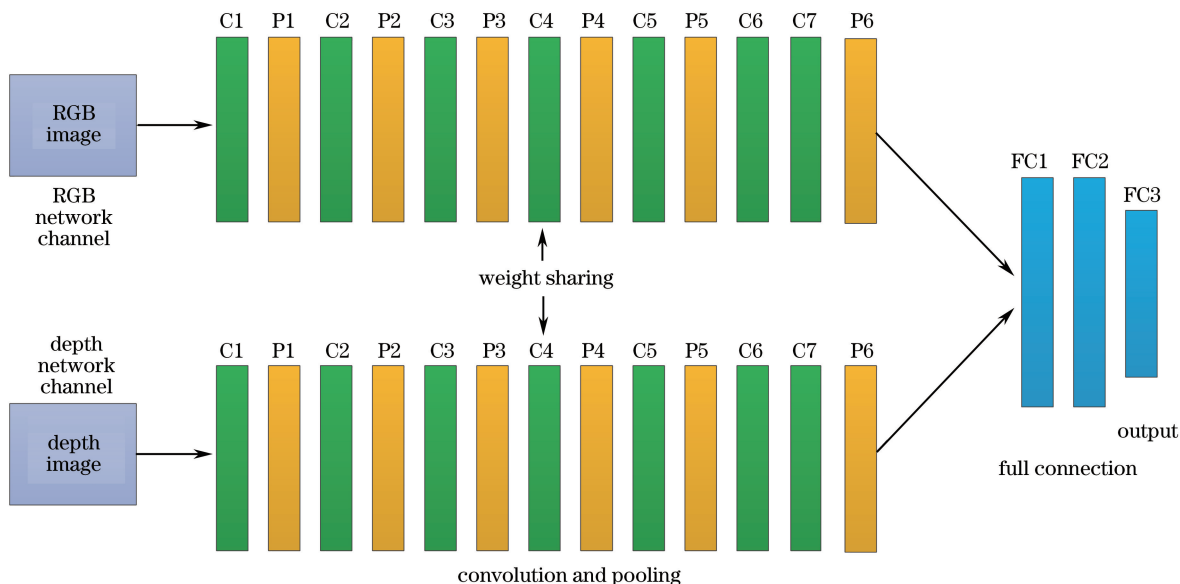 C1 P1 C2 P2 C3 P3 C4 P4 C5 P5 C6 C7 P6
RGB
image
RGB
network
channel
weight sharing
depth
network
channel
depth
image
C1 P1 C2 P2 C3 P3 C4 P4 C5 P5 C6 C7 P6
convolution and pooling
FC1 FC2
FC3
output
full connection